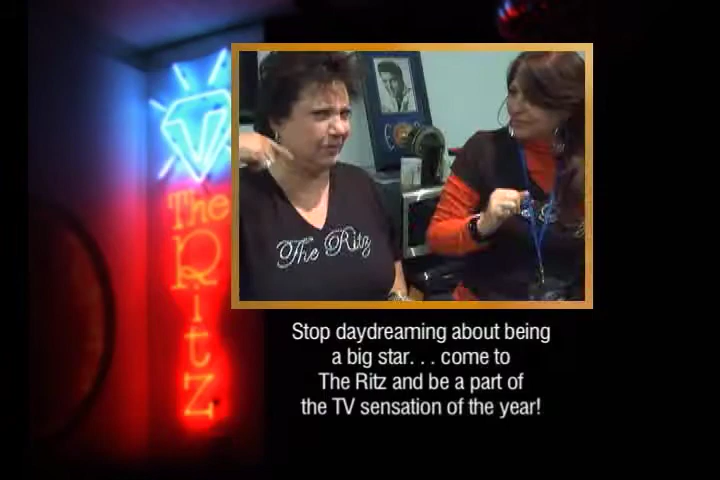 The
Ritz
The Ritz
Stop daydreaming about being
a big star. . . come to
The Ritz and be a part of
the TV sensation of the year!